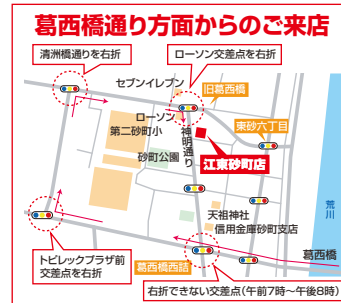 葛西橋通り方面からのご来店
清洲橋通りを右折
ローソン交差点を右折
セブンイレブン
旧葛西橋
ローソン
第二砂町小
神明通り
東砂六丁目
砂町公園
江東砂町店
天祖神社
信用金庫砂町支店
荒川
トピレックプラザ前
交差点を右折
葛西橋西詰
葛西橋
右折できない交差点(午前7時～午後8時)